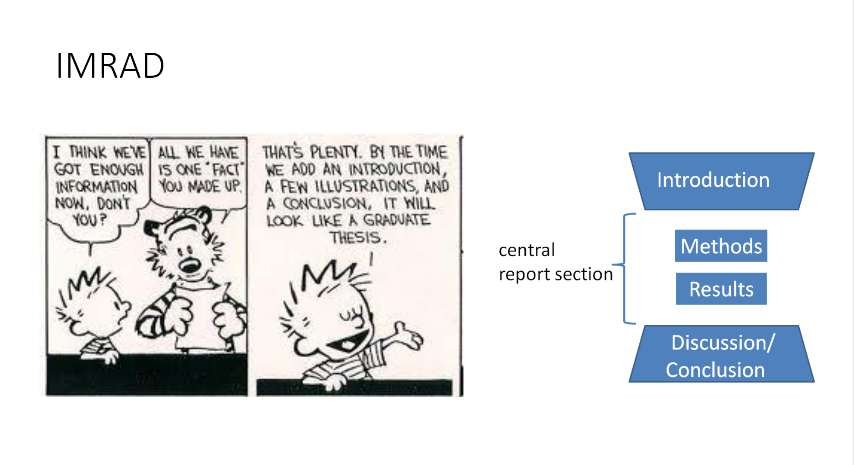 IMRAD
I THINK WE'VE
GOT ENOUGH
INFORMATION
NOW, DON'T
YOU?
ALL WE HAVE
IS ONE "FACT"
YOU MADE UP.
THAT'S PLENTY. BY THE TIME
WE ADD AN INTRODUCTION,
A FEW ILLUSTRATIONS, AND
A CONCLUSION, IT WILL
LOOK LIKE A GRADUATE
THESIS.
Introduction
central
report section
Methods
Results
Discussion/
Conclusion